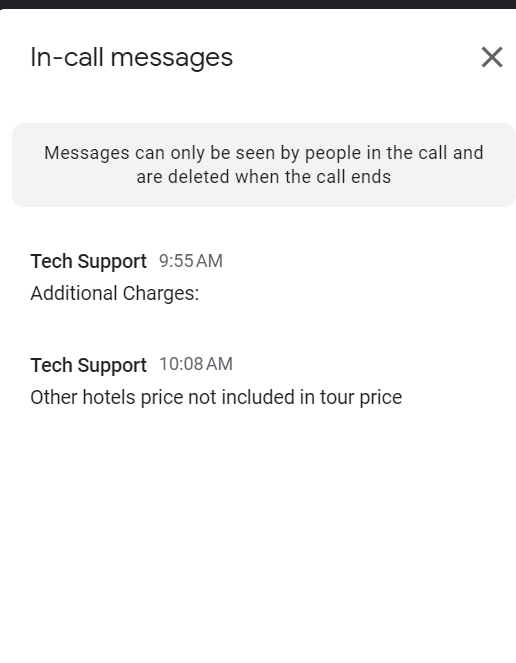 In-call messages
Messages can only be seen by people in the call and
are deleted when the call ends
Tech Support 9:55 AM
Additional Charges:
Tech Support 10:08 AM
Other hotels price not included in tour price